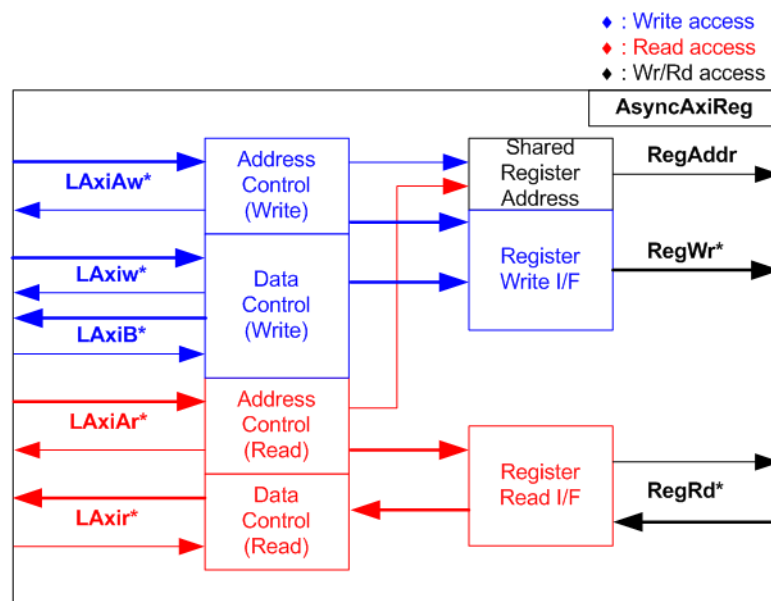 ♦ : Write access
♦ : Read access
♦ : Wr/Rd access
AsyncAxiReg
LAxiAw*
Address
Control
(Write)
Shared
Register
Address
RegAddr
LAxiw*
LAxiB*
Data
Control
(Write)
Register
Write I/F
RegWr*
LAxiAr*
Address
Control
(Read)
LAxir*
Data
Control
(Read)
Register
Read I/F
RegRd*